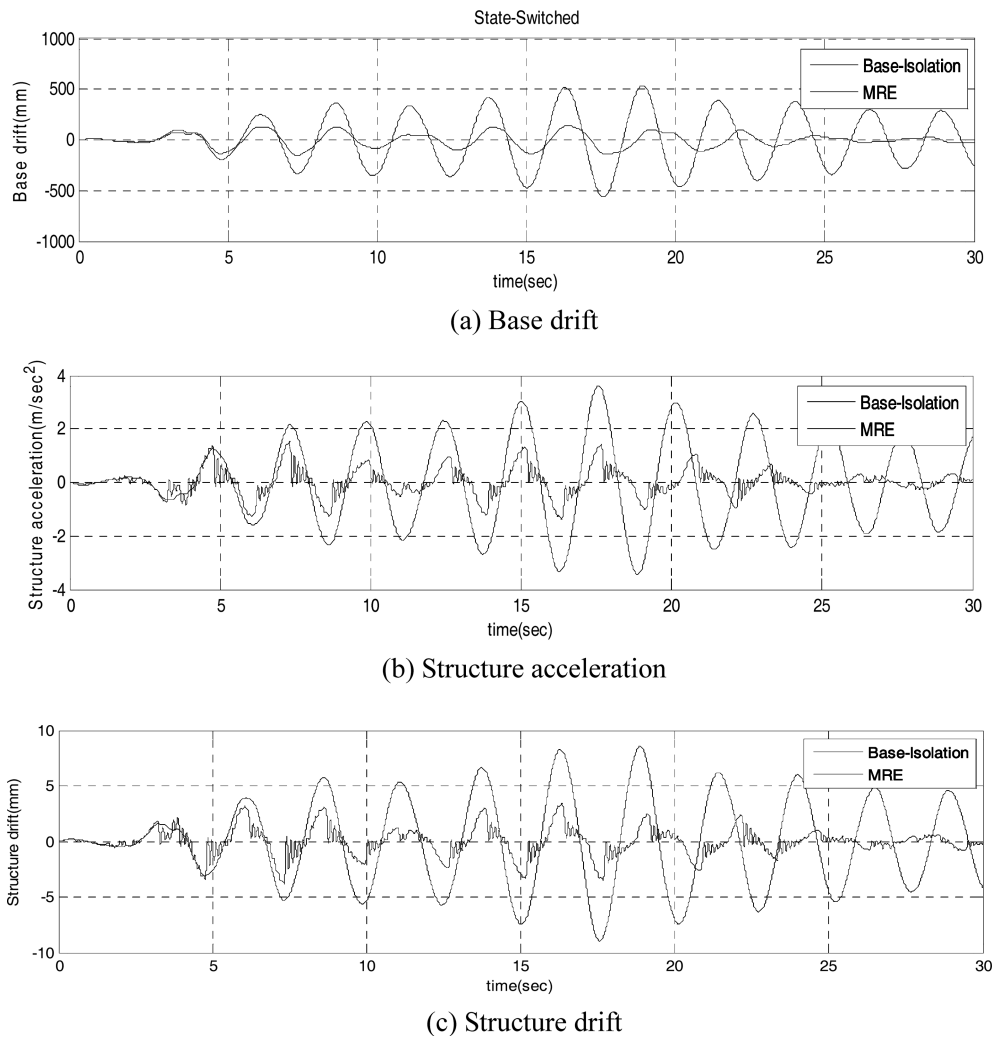 State-Switched
1000
500
0
-500
-1000
Base drift(mm)
Base-Isolation
MRE
0 5 10 15 20 25 30
time(sec)
(a) Base drift
4
2
0
-2
-4
Structure acceleration(m/sec²)
Base-Isolation
MRE
0 5 10 15 20 25 30
time(sec)
(b) Structure acceleration
10
5
0
-5
-10
Structure drift(mm)
Base-Isolation
MRE
0 5 10 15 20 25 30
time(sec)
(c) Structure drift